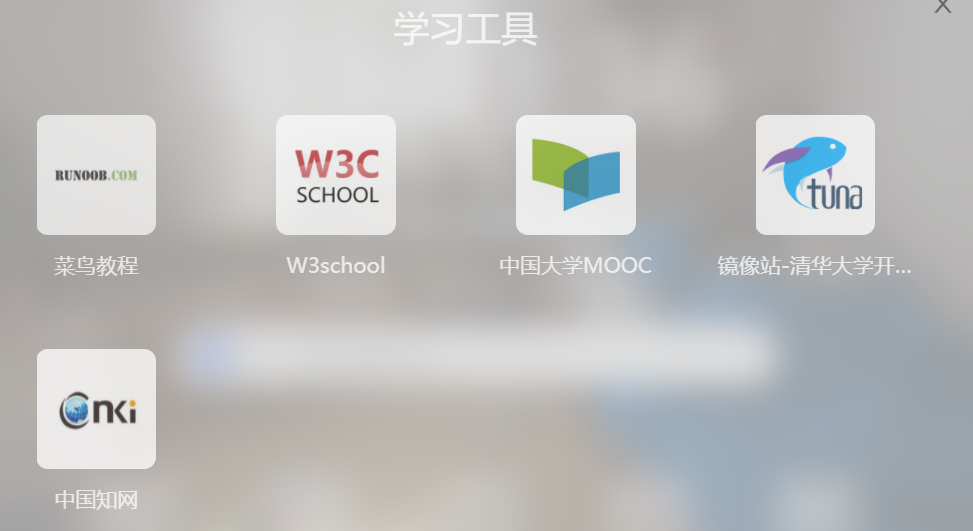 X
学习工具
RUNOOB.COM
W3C
SCHOOL
tuna
菜鸟教程
W3school
中国大学MOOC
镜像站-清华大学开...
cnki
中国知网